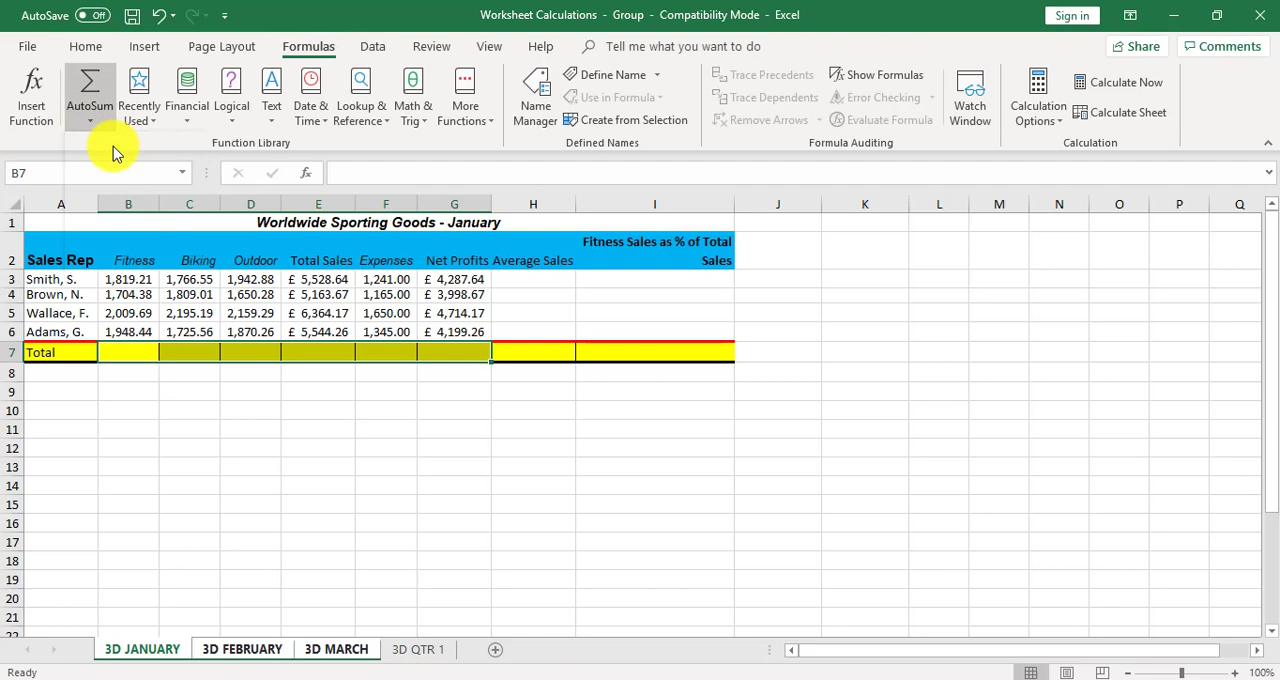 AutoSave Off Worksheet Calculations - Group - Compatibility Mode - Excel Sign in
File Home Insert Page Layout Formulas Data Review View Help Tell me what you want to do Share Comments
Insert Function AutoSum Recently Used Financial Logical Text Date & Time Lookup & Reference Math & Trig More Functions Name Manager Define Name Use in Formula Create from Selection Trace Precedents Trace Dependents Remove Arrows Show Formulas Error Checking Evaluate Formula Watch Window Calculation Options Calculate Now Calculate Sheet
Function Library Defined Names Formula Auditing Calculation
B7 fx
A B C D E F G H I J K L M N O P Q
1 Worldwide Sporting Goods - January
2 Sales Rep Fitness Biking Outdoor Total Sales Expenses Net Profits Average Sales Fitness Sales as % of Total Sales
3 Smith, S. 1,819.21 1,766.55 1,942.88 £ 5,528.64 1,241.00 £ 4,287.64
4 Brown, N. 1,704.38 1,809.01 1,650.28 £ 5,163.67 1,165.00 £ 3,998.67
5 Wallace, F. 2,009.69 2,195.19 2,159.29 £ 6,364.17 1,650.00 £ 4,714.17
6 Adams, G. 1,948.44 1,725.56 1,870.26 £ 5,544.26 1,345.00 £ 4,199.26
7 Total
8
9
10
11
12
13
14
15
16
17
18
19
20
21
22
3D JANUARY 3D FEBRUARY 3D MARCH 3D QTR 1
Ready 100%